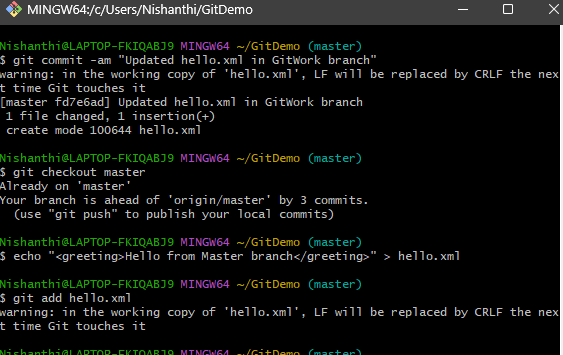 MINGW64:/c/Users/Nishanthi/GitDemo
Nishanthi@LAPTOP-FKIQABJ9 MINGW64 ~/GitDemo (master)
$ git commit -am "Updated hello.xml in GitWork branch"
warning: in the working copy of 'hello.xml', LF will be replaced by CRLF the nex
t time Git touches it
[master fd7e6ad] Updated hello.xml in GitWork branch
 1 file changed, 1 insertion(+)
 create mode 100644 hello.xml
Nishanthi@LAPTOP-FKIQABJ9 MINGW64 ~/GitDemo (master)
$ git checkout master
Already on 'master'
Your branch is ahead of 'origin/master' by 3 commits.
  (use "git push" to publish your local commits)
Nishanthi@LAPTOP-FKIQABJ9 MINGW64 ~/GitDemo (master)
$ echo "<greeting>Hello from Master branch</greeting>" > hello.xml
Nishanthi@LAPTOP-FKIQABJ9 MINGW64 ~/GitDemo (master)
$ git add hello.xml
warning: in the working copy of 'hello.xml', LF will be replaced by CRLF the nex
t time Git touches it